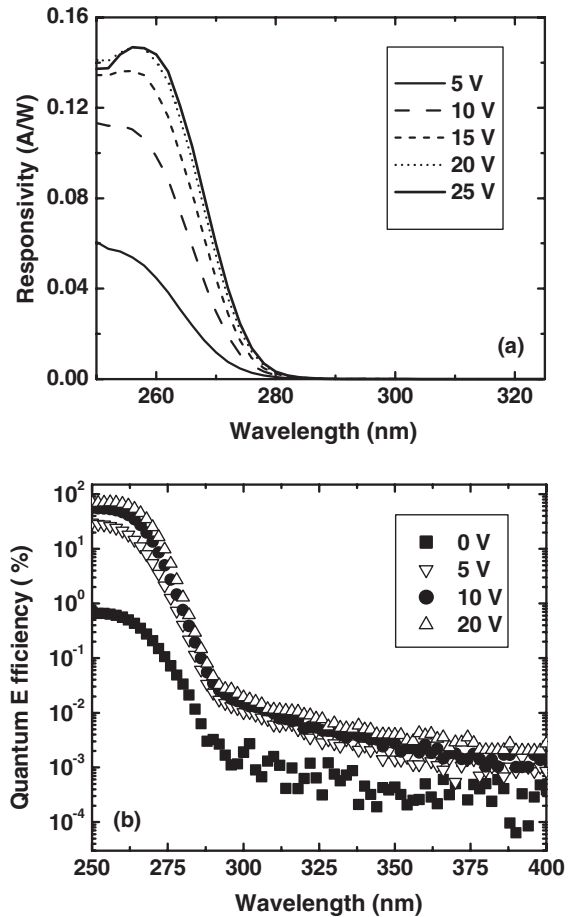 0.16
0.12
0.08
0.04
0.00
Responsivity (A/W)
5 V
10 V
15 V
20 V
25 V
(a)
260 280 300 320
Wavelength (nm)
10^2
10^1
10^0
10^-1
10^-2
10^-3
10^-4
Quantum E fficiency ( %)
0 V
5 V
10 V
20 V
(b)
250 275 300 325 350 375 400
Wavelength (nm)